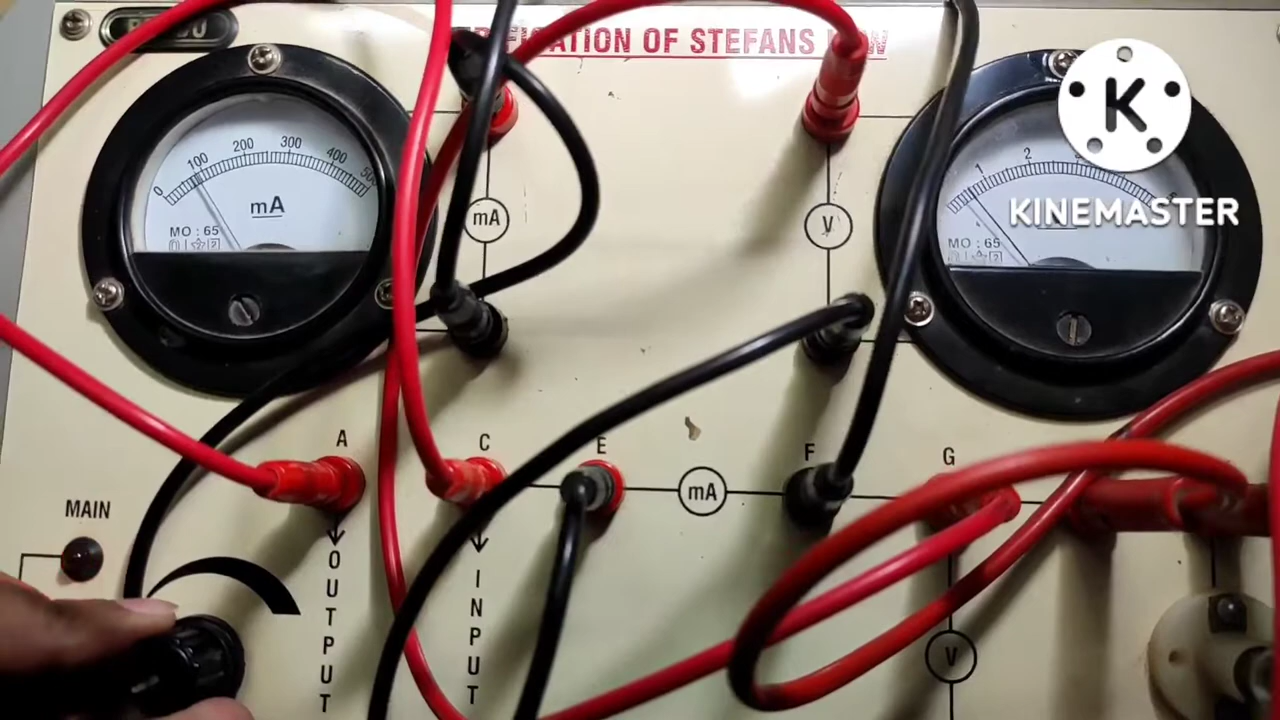 OF STEFANS
0 100 200 300 400
mA
MO : 65
mA
V
1 2
MO : 65
K
KINEMASTER
A
C
E
F
G
mA
MAIN
OUTPUT
INPUT
V